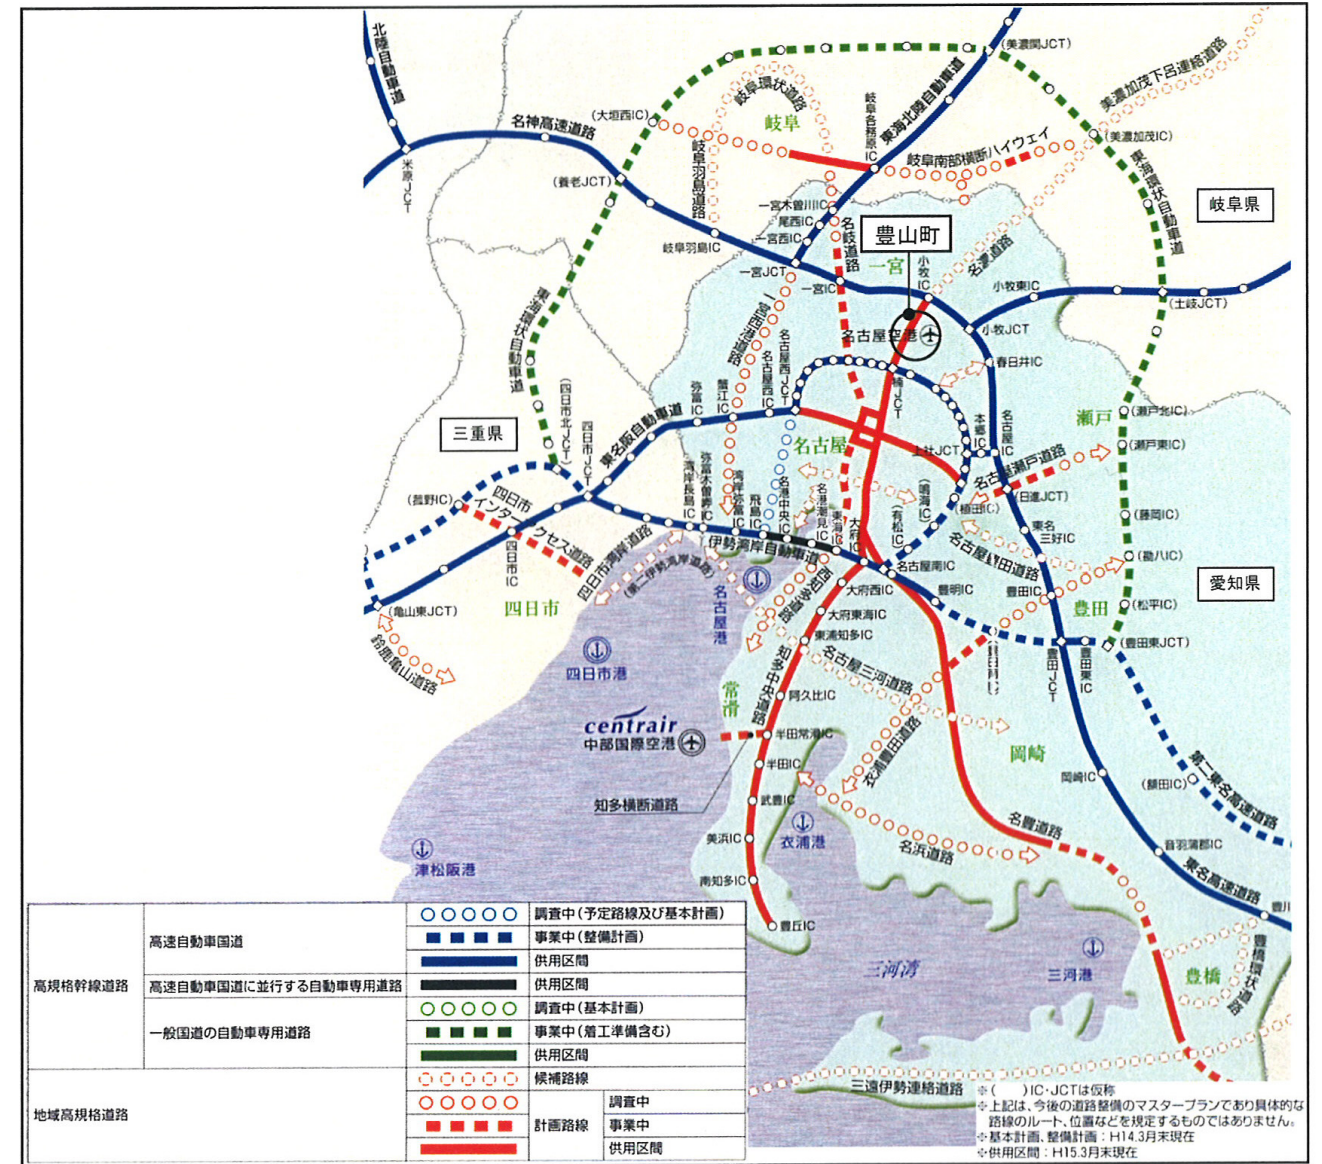 北陸自動車道
名神高速道路
米原JCT
(大垣西IC)
(養老JCT)
岐阜環状道路
岐阜
岐阜羽島道路
岐阜羽島IC
岐阜各務原IC
東海北陸自動車道
(美濃関JCT)
美濃加茂下呂連絡道路
(美濃加茂IC)
岐阜南部横断ハイウェイ
東海環状自動車道
岐阜県
一宮木曽川IC
尾西IC
一宮西IC
一宮JCT
名岐道路
豊山町
一宮
一宮IC
小牧IC
名濃道路
小牧東IC
(土岐JCT)
小牧JCT
名古屋空港
春日井IC
楠JCT
東海環状自動車道
一宮西港道路
名古屋西JCT
名古屋西IC
蟹江IC
弥富IC
(四日市北JCT)
四日市JCT
東名阪自動車道
三重県
名古屋
上社JCT
本郷IC
名古屋IC
瀬戸
(瀬戸北IC)
(瀬戸東IC)
名古屋瀬戸道路
(日進JCT)
(植田IC)
(鳴海IC)
(有松IC)
(藤岡IC)
(勘八IC)
(松平IC)
愛知県
(菰野IC)
四日市インターアクセス道路
四日市IC
(亀山東JCT)
鈴鹿亀山道路
四日市
四日市湾岸道路
(第二伊勢湾岸道路)
湾岸長島IC
弥富木曽岬IC
湾岸弥富IC
飛島IC
名港中央IC
名港潮見IC
東海IC
大府IC
伊勢湾岸自動車道
名古屋港
四日市港
西知多道路
名古屋南IC
大府西IC
豊明IC
大府東海IC
東浦知多IC
東名三好IC
豊田IC
豊田
豊田JCT
豊田東IC
(豊田東JCT)
名古屋三河道路
知多中央道路
阿久比IC
常滑
centrair
中部国際空港
半田常滑IC
半田IC
武豊IC
知多横断道路
美浜IC
南知多IC
豊丘IC
衣浦豊田道路
衣浦港
岡崎
岡崎IC
(額田IC)
第二東名高速道路
名豊道路
名浜道路
音羽蒲郡IC
東名高速道路
豊川
津松阪港
三河湾
三河港
豊橋
豊橋環状道路
三遠伊勢連絡道路
高規格幹線道路
高速自動車国道
調査中(予定路線及び基本計画)
事業中(整備計画)
供用区間
高速自動車国道に並行する自動車専用道路
供用区間
一般国道の自動車専用道路
調査中(基本計画)
事業中(着工準備含む)
供用区間
地域高規格道路
候補路線
計画路線
調査中
事業中
供用区間
※(　　)IC・JCTは仮称
※上記は、今後の道路整備のマスタープランであり具体的な
路線のルート、位置などを規定するものではありません。
※基本計画、整備計画：H14.3月末現在
※供用区間：H15.3月末現在